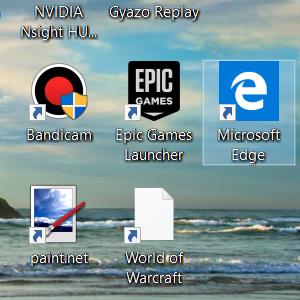 NVIDIA Gyazo Replay
Nsight HU...
EPIC
GAMES
Bandicam Epic Games Microsoft
Launcher Edge
paint.net World of
Warcraft